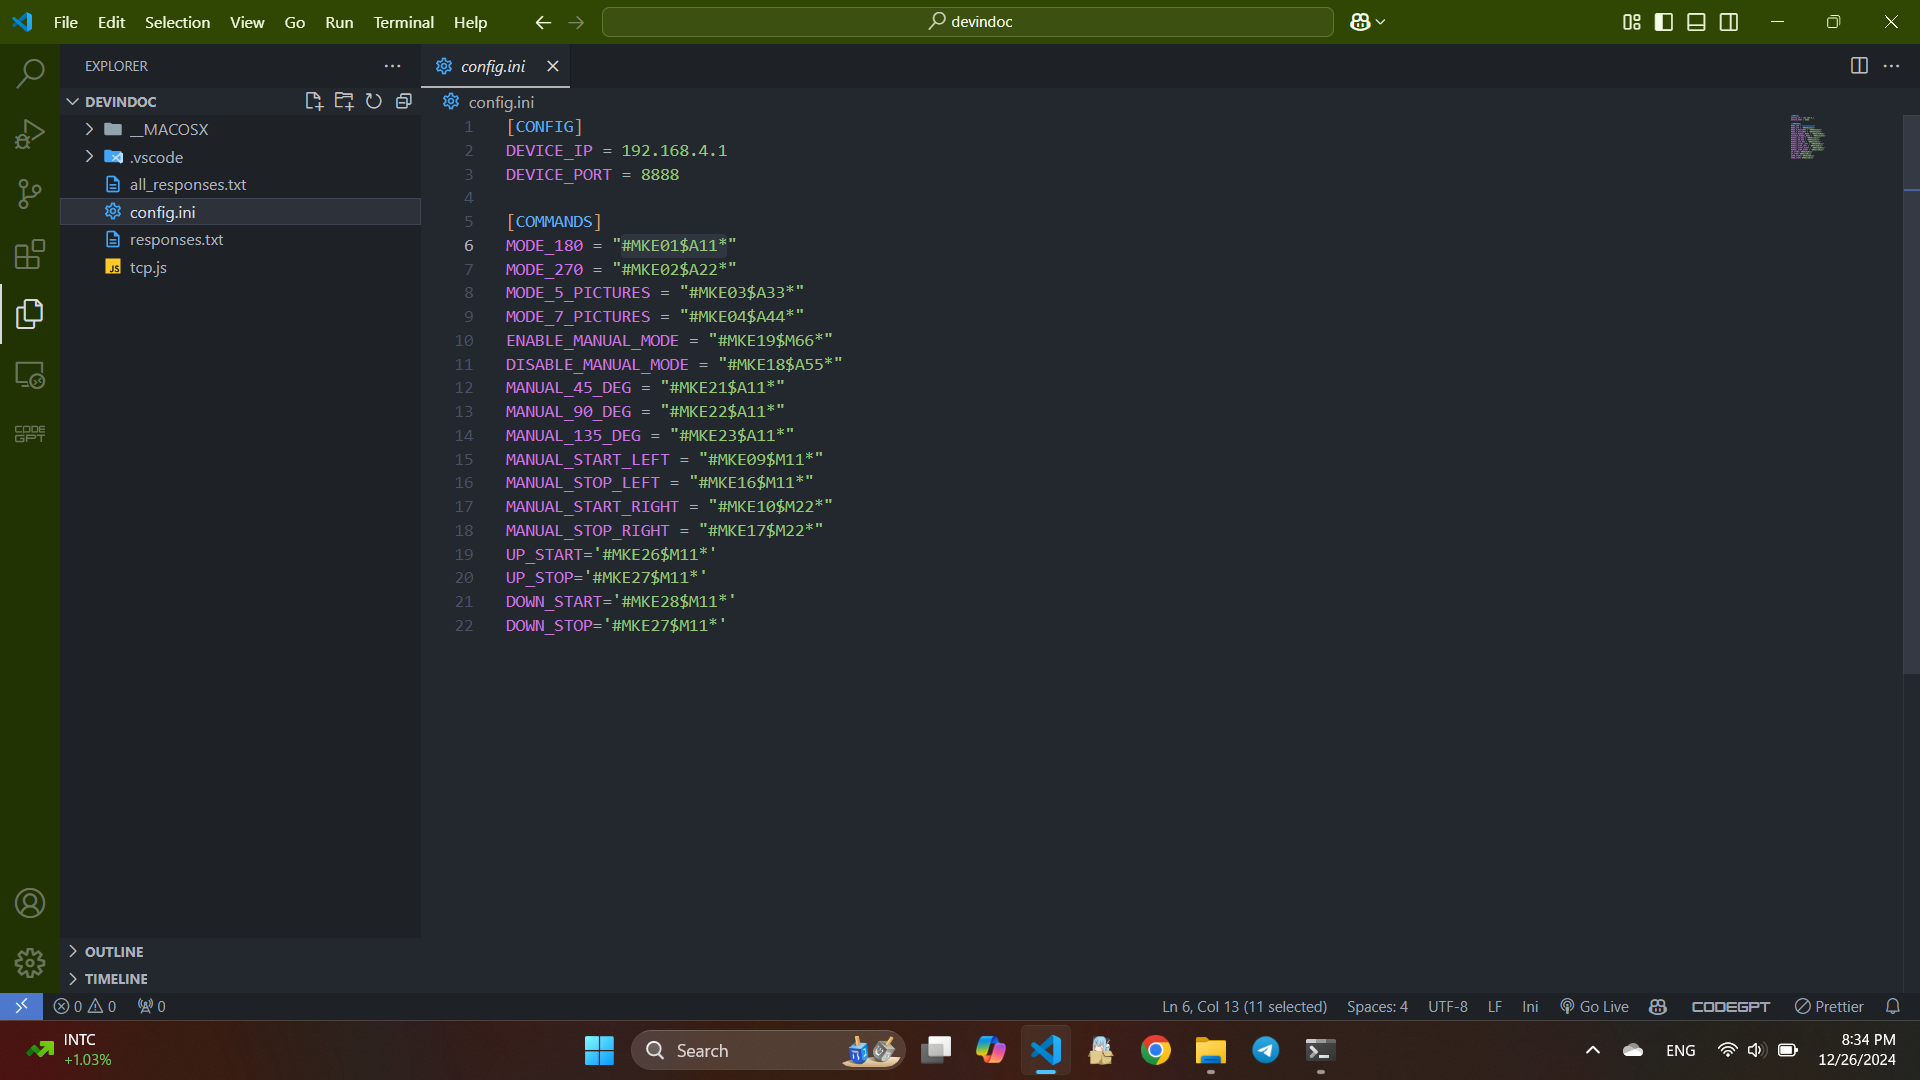 File Edit Selection View Go Run Terminal Help
devindoc
EXPLORER
config.ini
DEVINDOC
__MACOSX
.vscode
all_responses.txt
config.ini
responses.txt
tcp.js
CODE
GPT
config.ini
1 [CONFIG]
2 DEVICE_IP = 192.168.4.1
3 DEVICE_PORT = 8888
4
5 [COMMANDS]
6 MODE_180 = "#MKE01$A11*"
7 MODE_270 = "#MKE02$A22*"
8 MODE_5_PICTURES = "#MKE03$A33*"
9 MODE_7_PICTURES = "#MKE04$A44*"
10 ENABLE_MANUAL_MODE = "#MKE19$M66*"
11 DISABLE_MANUAL_MODE = "#MKE18$A55*"
12 MANUAL_45_DEG = "#MKE21$A11*"
13 MANUAL_90_DEG = "#MKE22$A11*"
14 MANUAL_135_DEG = "#MKE23$A11*"
15 MANUAL_START_LEFT = "#MKE09$M11*"
16 MANUAL_STOP_LEFT = "#MKE16$M11*"
17 MANUAL_START_RIGHT = "#MKE10$M22*"
18 MANUAL_STOP_RIGHT = "#MKE17$M22*"
19 UP_START='#MKE26$M11*'
20 UP_STOP='#MKE27$M11*'
21 DOWN_START='#MKE28$M11*'
22 DOWN_STOP='#MKE27$M11*'
OUTLINE
TIMELINE
0 0 0
Ln 6, Col 13 (11 selected) Spaces: 4 UTF-8 LF Ini Go Live CODEGPT Prettier
INTC
+1.03%
Search
ENG
8:34 PM
12/26/2024